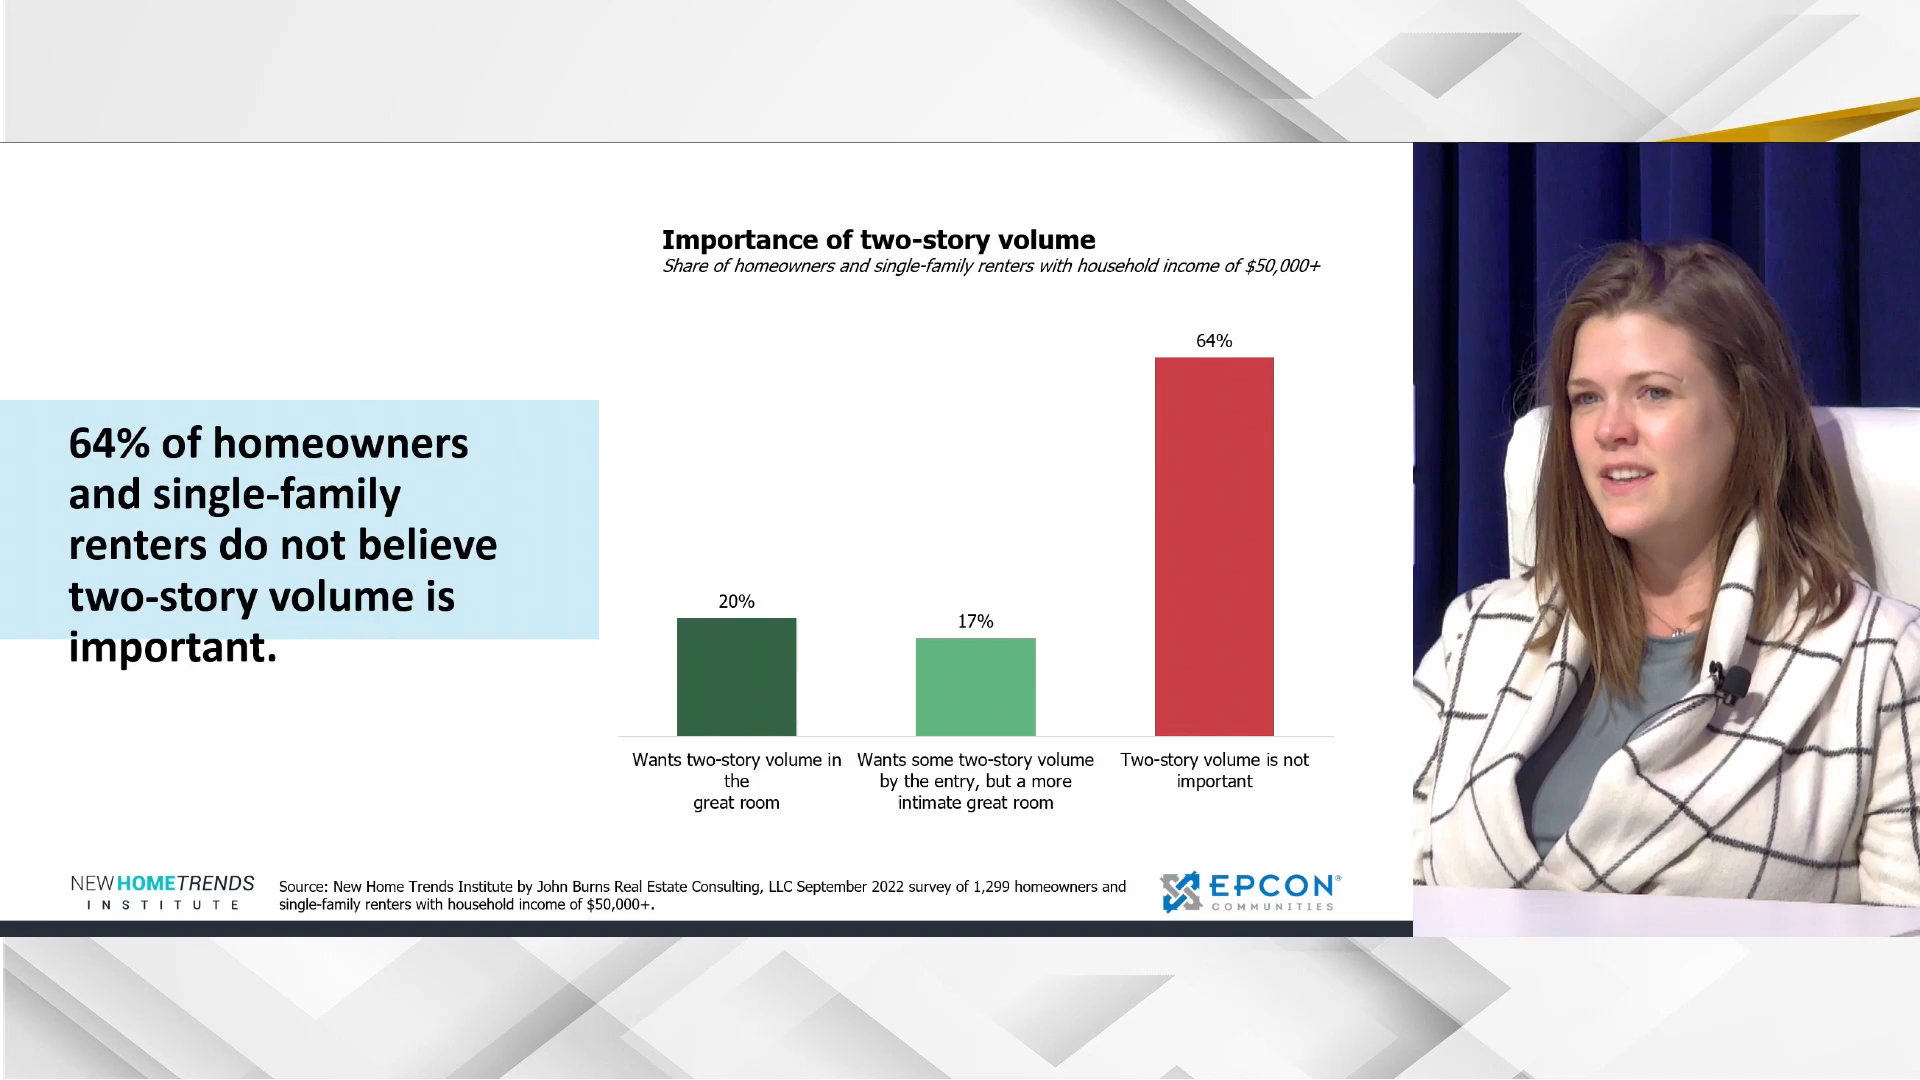 Importance of two-story volume
Share of homeowners and single-family renters with household income of $50,000+
64% of homeowners
and single-family
renters do not believe
two-story volume is
important.
20%
17%
64%
Wants two-story volume in
the
great room
Wants some two-story volume
by the entry, but a more
intimate great room
Two-story volume is not
important
NEW HOME TRENDS
INSTITUTE
Source: New Home Trends Institute by John Burns Real Estate Consulting, LLC September 2022 survey of 1,299 homeowners and
single-family renters with household income of $50,000+.
EPCON®
COMMUNITIES